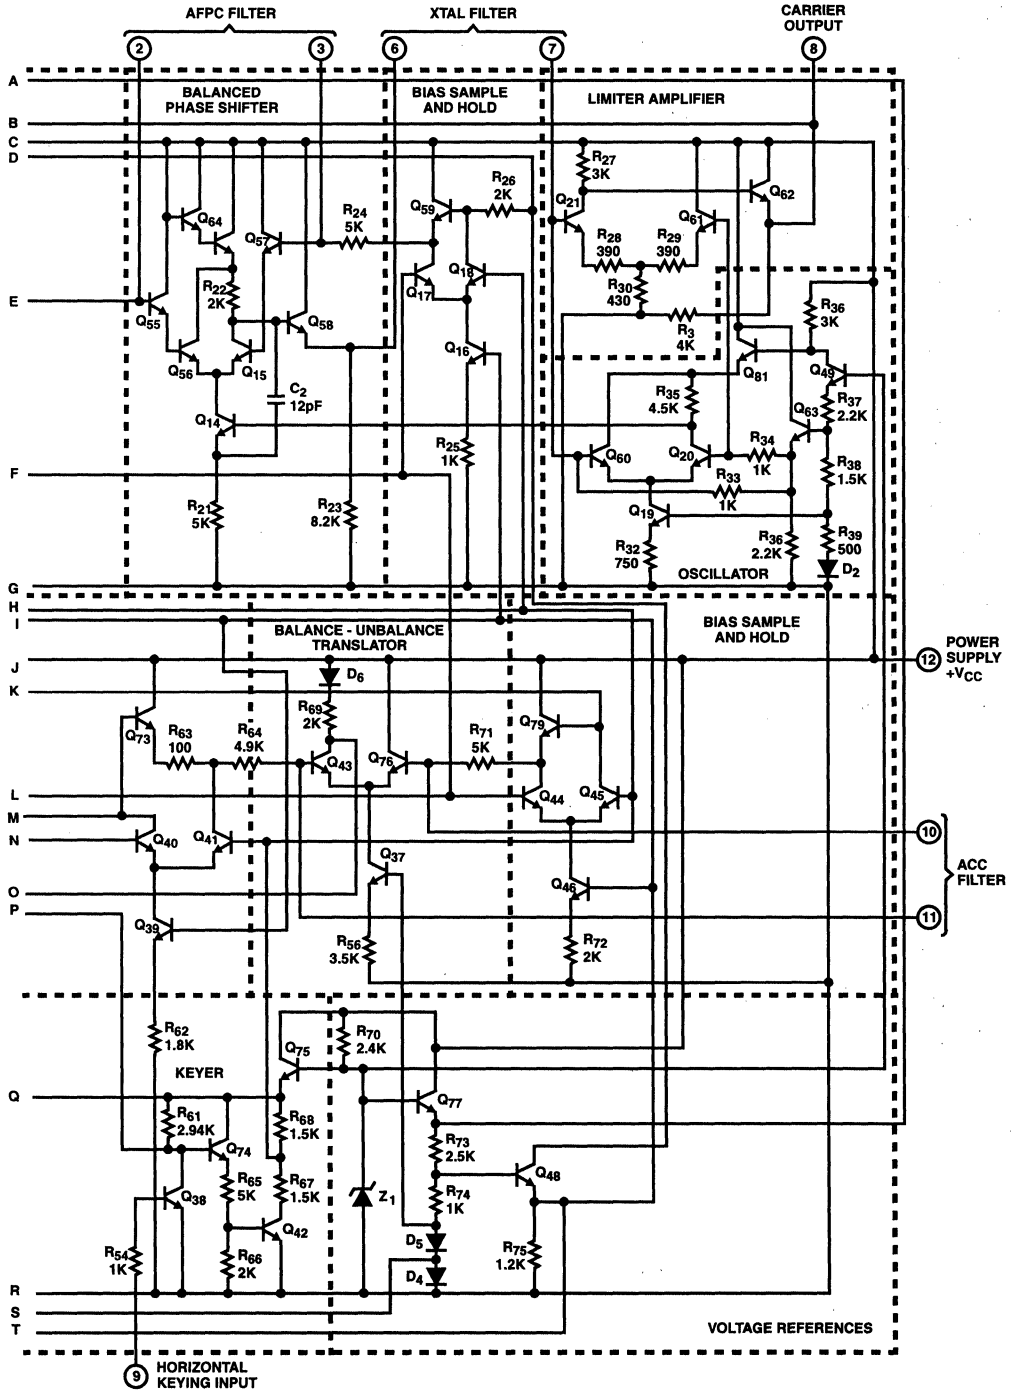 AFPC FILTER
XTAL FILTER
CARRIER
OUTPUT
2
3
6
7
8
A
BALANCED
PHASE SHIFTER
BIAS SAMPLE
AND HOLD
LIMITER AMPLIFIER
B
C
D
R27
3K
Q62
R26
2K
Q21
Q59
Q61
Q64
R24
5K
Q57
R28
390
R29
390
Q18
Q17
R22
2K
R30
430
E
R36
3K
Q55
Q58
R3
4K
Q16
Q56
Q15
Q81
Q49
C2
12pF
R35
4.5K
R37
2.2K
Q63
Q14
R34
1K
R25
1K
Q60
Q20
R38
1.5K
F
R33
1K
R21
5K
R23
8.2K
Q19
R32
750
R36
2.2K
R39
500
D2
OSCILLATOR
G
H
I
BALANCE - UNBALANCE
TRANSLATOR
BIAS SAMPLE
AND HOLD
J
12
POWER
SUPPLY
+VCC
D6
K
R69
2K
Q79
Q73
R63
100
R64
4.9K
R71
5K
Q43
Q76
L
Q44
Q45
M
N
Q40
Q41
10
Q37
ACC
FILTER
O
Q46
P
11
Q39
R56
3.5K
R72
2K
R62
1.8K
R70
2.4K
Q75
KEYER
Q
Q77
R61
2.94K
R68
1.5K
Q74
R73
2.5K
Q48
R65
5K
R67
1.5K
Q38
Z1
R74
1K
Q42
D5
R54
1K
R66
2K
R75
1.2K
D4
R
S
T
VOLTAGE REFERENCES
9
HORIZONTAL
KEYING INPUT